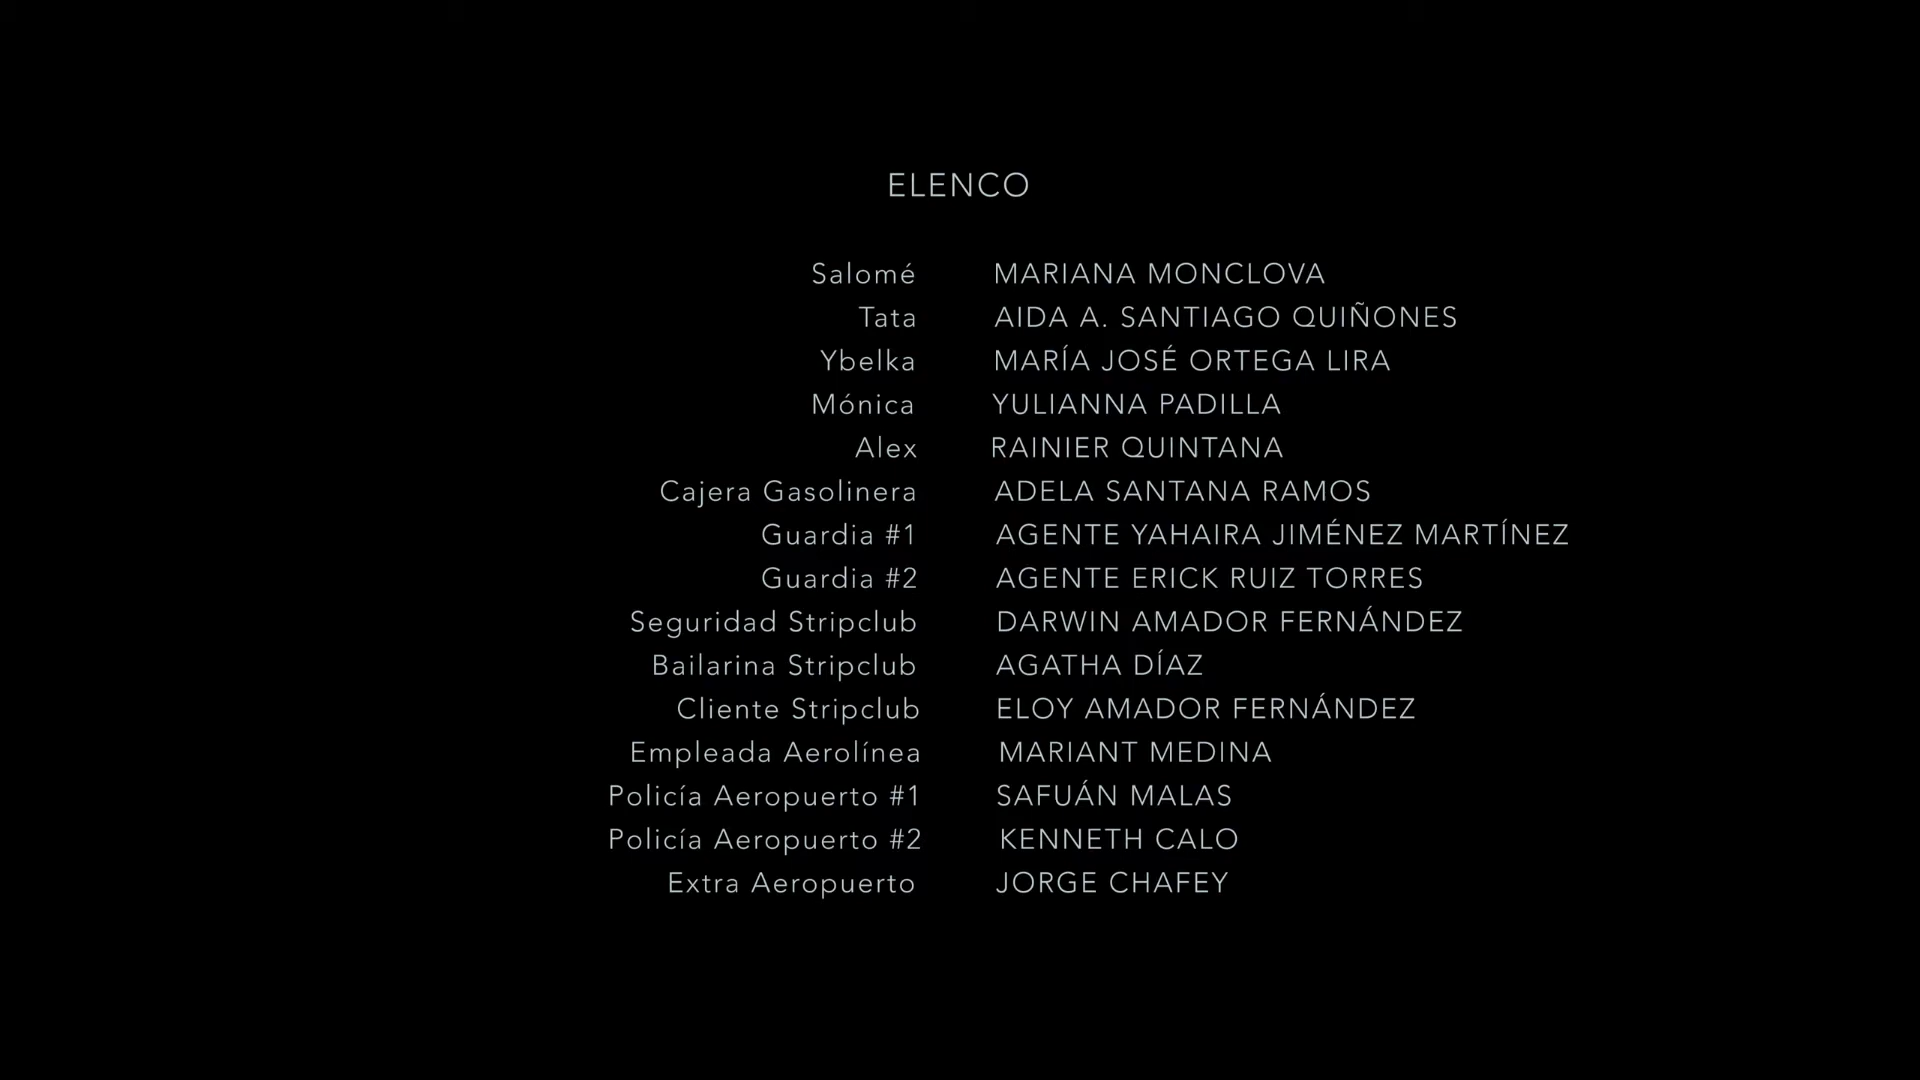 ELENCO
Salomé MARIANA MONCLOVA
Tata AIDA A. SANTIAGO QUIÑONES
Ybelka MARÍA JOSÉ ORTEGA LIRA
Mónica YULIANNA PADILLA
Alex RAINIER QUINTANA
Cajera Gasolinera ADELA SANTANA RAMOS
Guardia #1 AGENTE YAHAIRA JIMÉNEZ MARTÍNEZ
Guardia #2 AGENTE ERICK RUIZ TORRES
Seguridad Stripclub DARWIN AMADOR FERNÁNDEZ
Bailarina Stripclub AGATHA DÍAZ
Cliente Stripclub ELOY AMADOR FERNÁNDEZ
Empleada Aerolínea MARIANT MEDINA
Policía Aeropuerto #1 SAFUÁN MALAS
Policía Aeropuerto #2 KENNETH CALO
Extra Aeropuerto JORGE CHAFEY